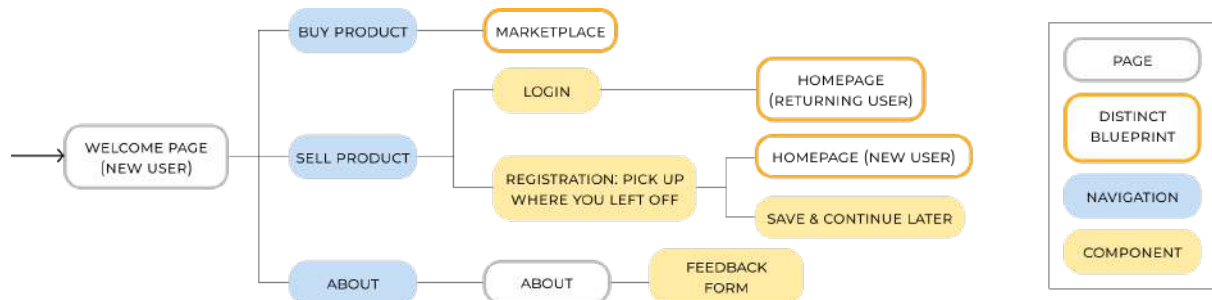 BUY PRODUCT
MARKETPLACE
LOGIN
HOMEPAGE
(RETURNING USER)
WELCOME PAGE
(NEW USER)
SELL PRODUCT
HOMEPAGE (NEW USER)
REGISTRATION: PICK UP
WHERE YOU LEFT OFF
SAVE & CONTINUE LATER
ABOUT
ABOUT
FEEDBACK
FORM
PAGE
DISTINCT
BLUEPRINT
NAVIGATION
COMPONENT